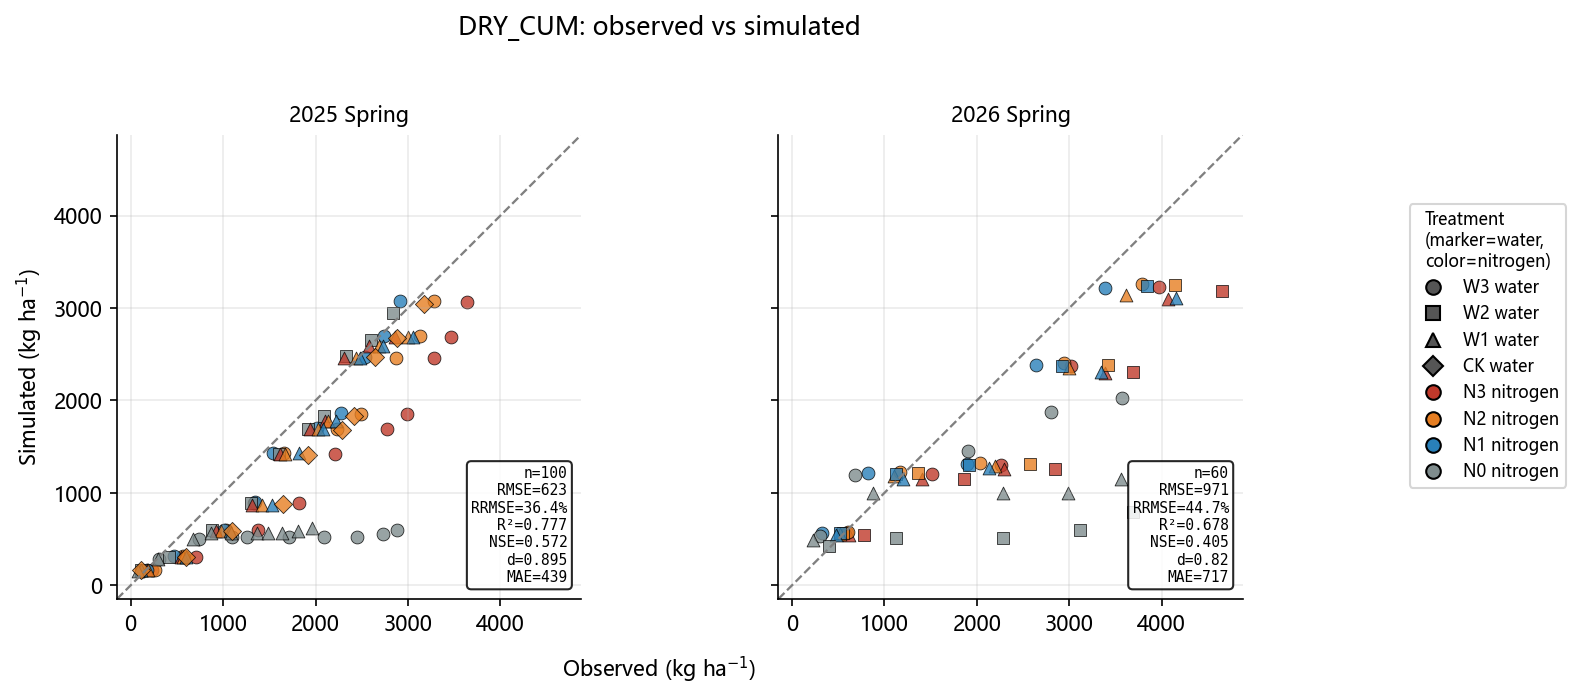 DRY_CUM: observed vs simulated
2025 Spring
2026 Spring
Simulated (kg ha⁻¹)
4000
3000
2000
1000
0
0 1000 2000 3000 4000
n=100
RMSE=623
RRMSE=36.4%
R²=0.777
NSE=0.572
d=0.895
MAE=439
0 1000 2000 3000 4000
n=60
RMSE=971
RRMSE=44.7%
R²=0.678
NSE=0.405
d=0.82
MAE=717
Observed (kg ha⁻¹)
Treatment
(marker=water,
color=nitrogen)
W3 water
W2 water
W1 water
CK water
N3 nitrogen
N2 nitrogen
N1 nitrogen
N0 nitrogen